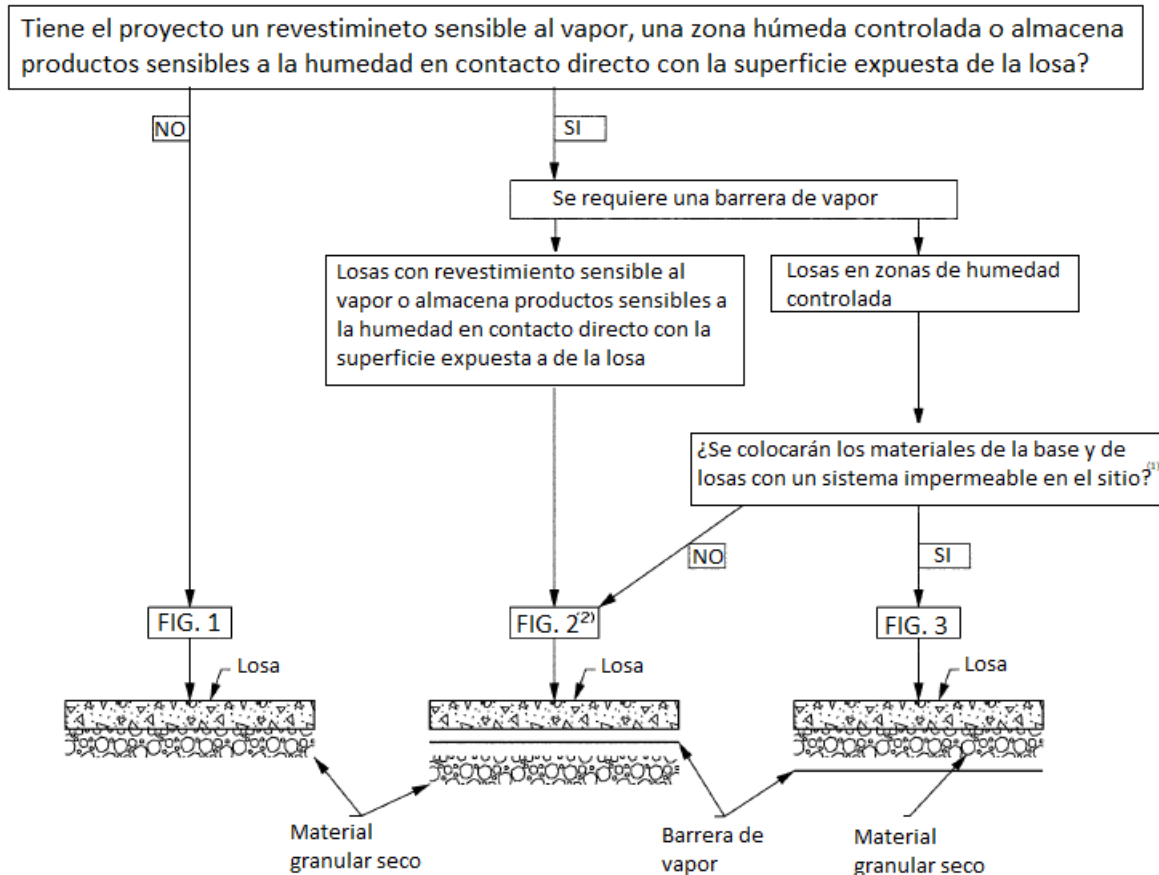 Tiene el proyecto un revestimineto sensible al vapor, una zona húmeda controlada o almacena
productos sensibles a la humedad en contacto directo con la superficie expuesta de la losa?
NO
SI
Se requiere una barrera de vapor
Losas con revestimiento sensible al
vapor o almacena productos sensibles a
la humedad en contacto directo con la
superficie expuesta a de la losa
Losas en zonas de humedad
controlada
¿Se colocarán los materiales de la base y de
losas con un sistema impermeable en el sitio?(1)
NO
SI
FIG. 1
FIG. 2(2)
FIG. 3
Losa
Losa
Losa
Material
granular seco
Barrera de
vapor
Material
granular seco